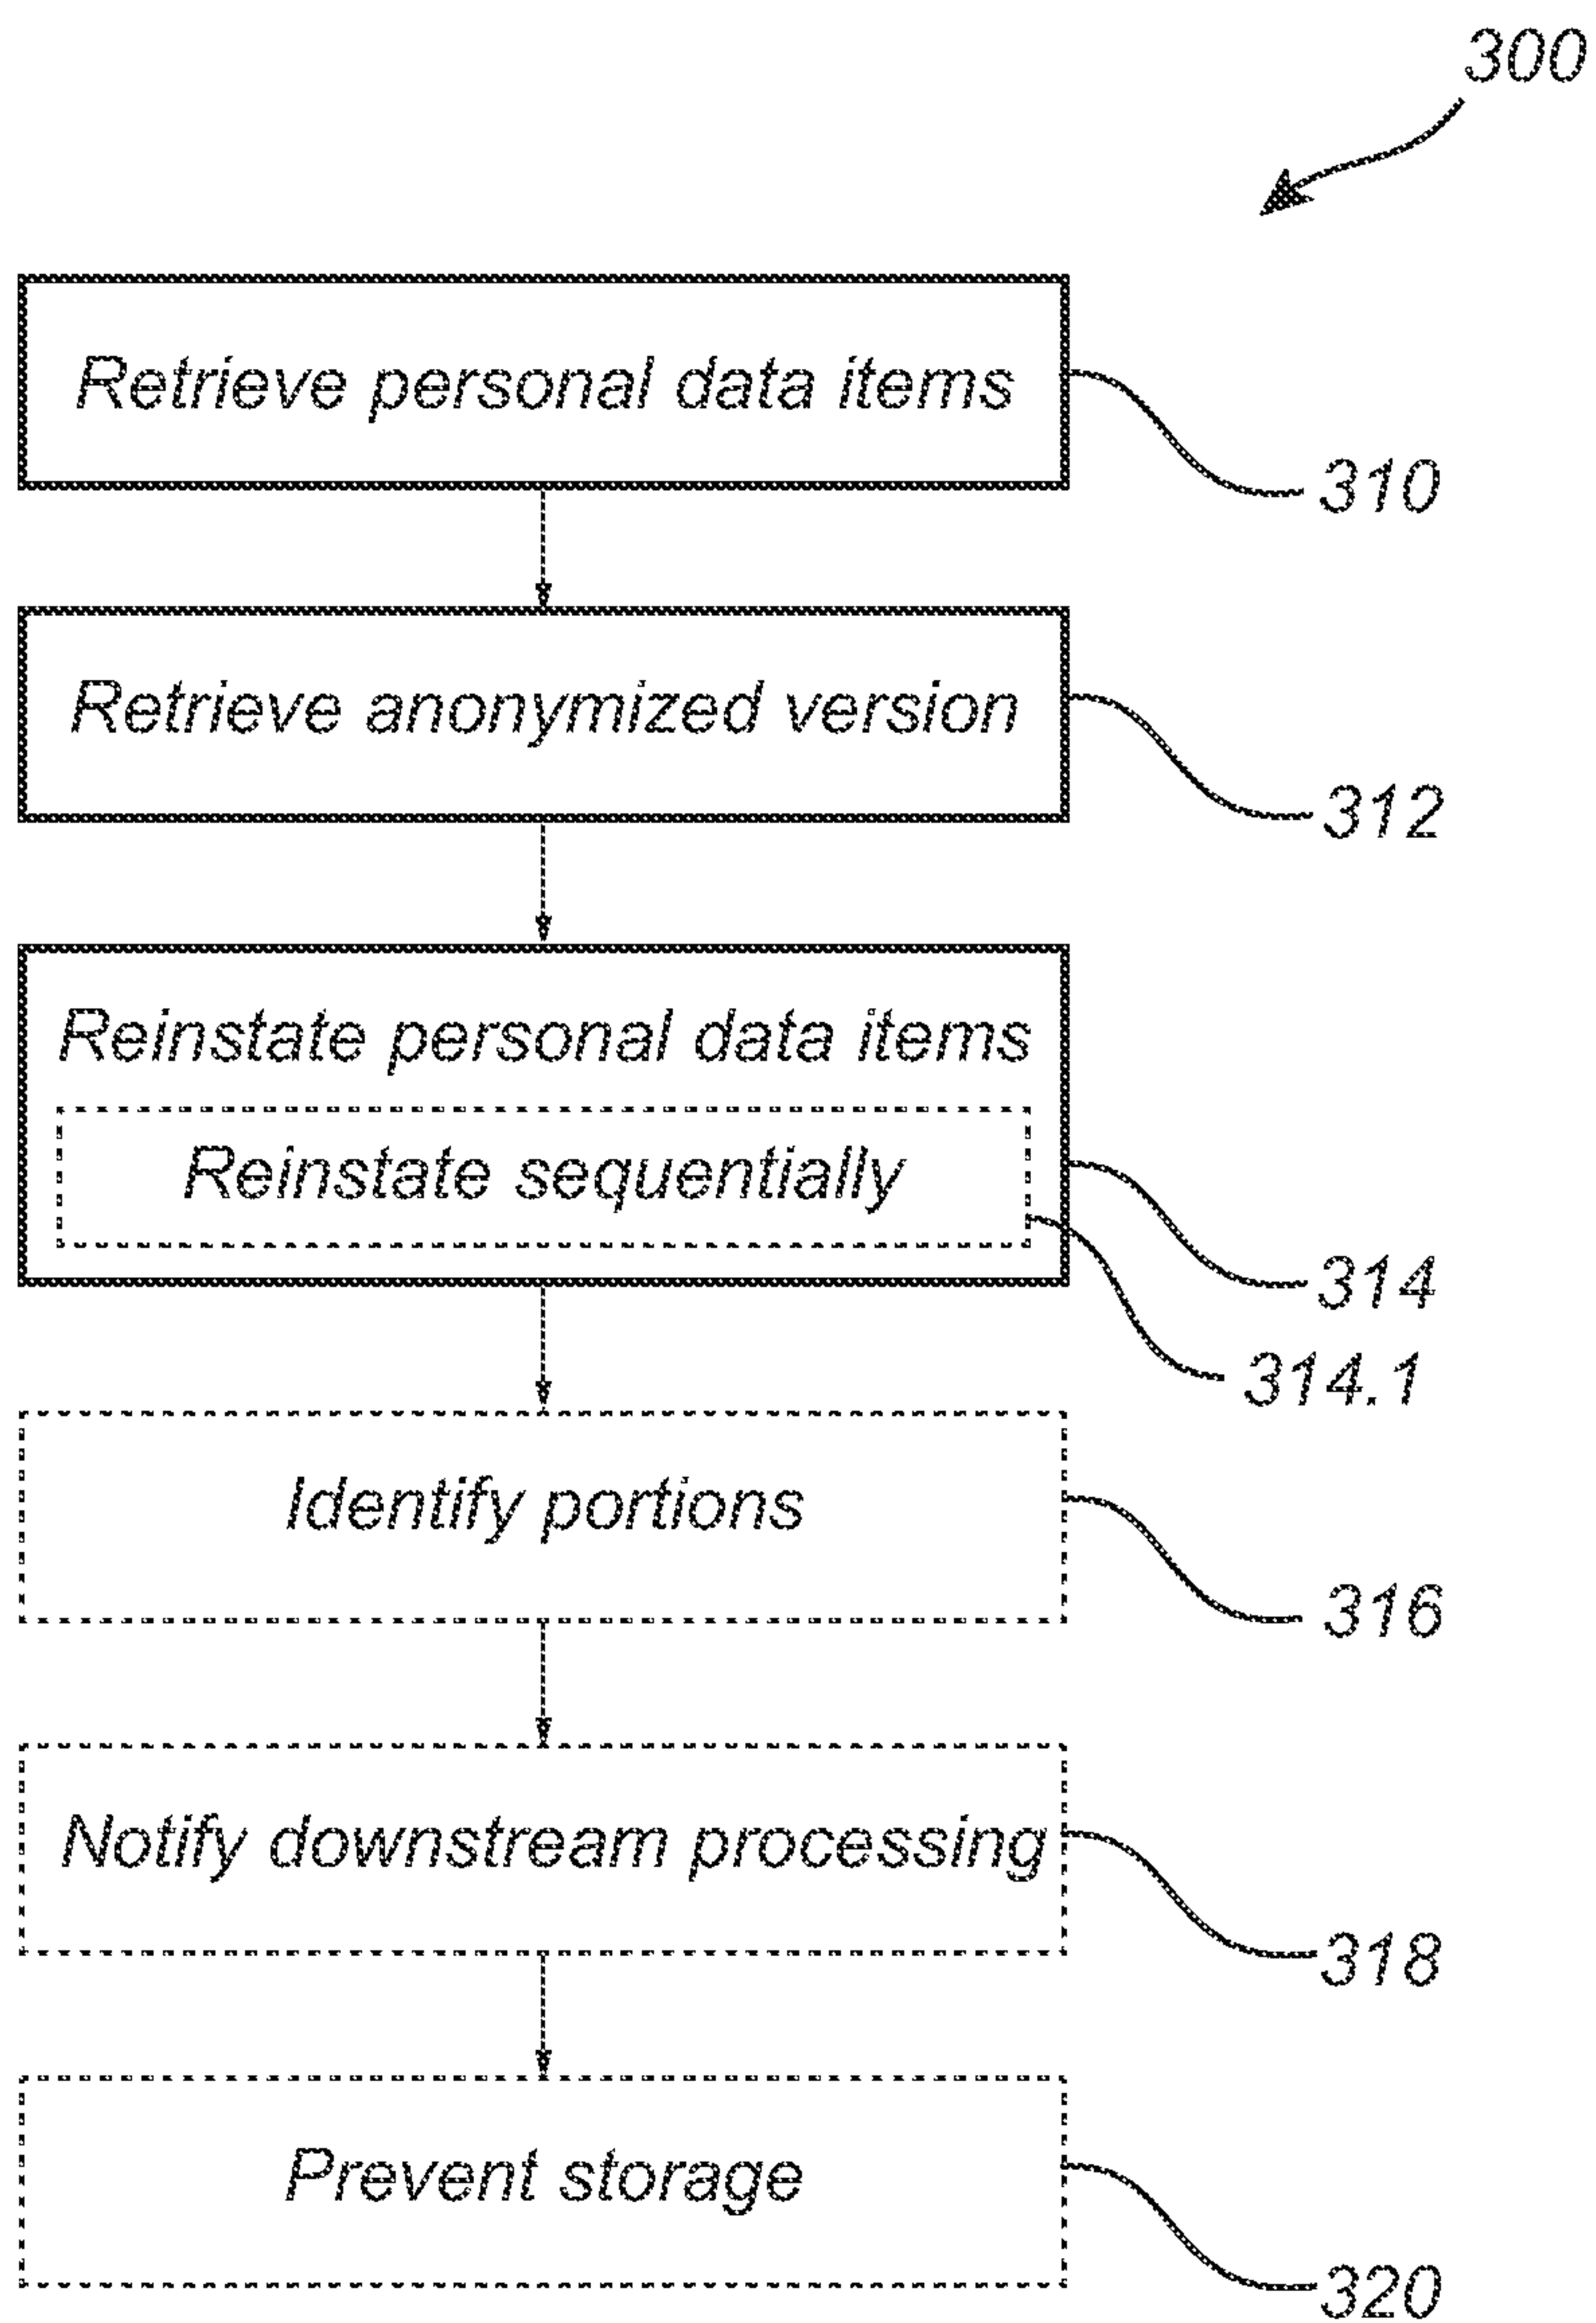 300
Retrieve personal data items
310
Retrieve anonymized version
312
Reinstate personal data items
Reinstate sequentially
314
314.1
Identify portions
316
Notify downstream processing
318
Prevent storage
320